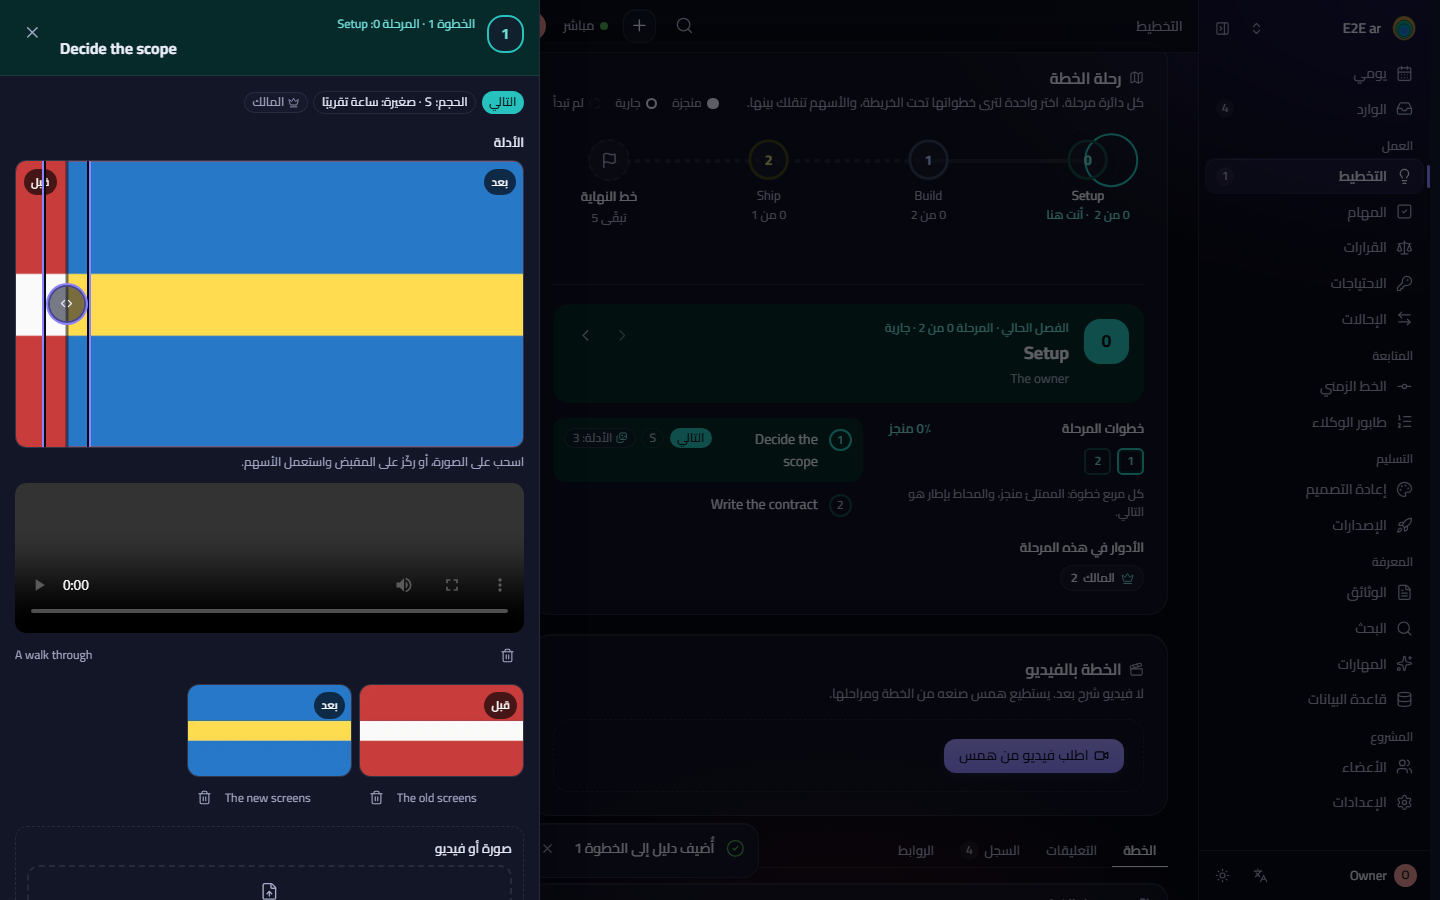 الخطوة 1 · المرحلة 0: Setup
1
Decide the scope
التالي
الحجم: S · صغيرة: ساعة تقريبًا
المالك
الأدلة
قبل
بعد
اسحب على الصورة، أو ركّز على المقبض واستعمل الأسهم.
0:00
A walk through
قبل
بعد
The old screens
The new screens
صورة أو فيديو
مباشر
التخطيط
رحلة الخطة
كل دائرة مرحلة. اختر واحدة لترى خطواتها تحت الخريطة، والأسهم تنقلك بينها.
منجزة
جارية
لم تبدأ
0
1
2
Setup
Build
Ship
خط النهاية
0 من 2 · أنت هنا
0 من 2
0 من 1
تبقّى 5
0
الفصل الحالي · المرحلة 0 من 2 · جارية
Setup
The owner
خطوات المرحلة
0٪ منجز
1
2
كل مربع خطوة: الممتلئ منجز، والمحاط بإطار هو
التالي.
الأدوار في هذه المرحلة
المالك 2
1
Decide the
scope
التالي
S
الأدلة: 3
2
Write the contract
الخطة بالفيديو
لا فيديو شرح بعد. يستطيع همس صنعه من الخطة ومراحلها.
اطلب فيديو من همس
الخطة
التعليقات
السجل 4
الروابط
أُضيف دليل إلى الخطوة 1
E2E ar
يومي
الوارد
4
العمل
التخطيط
1
المهام
القرارات
الاحتياجات
الإحالات
المتابعة
الخط الزمني
طابور الوكلاء
التسليم
إعادة التصميم
الإصدارات
المعرفة
الوثائق
البحث
المهارات
قاعدة البيانات
المشروع
الأعضاء
الإعدادات
O
Owner